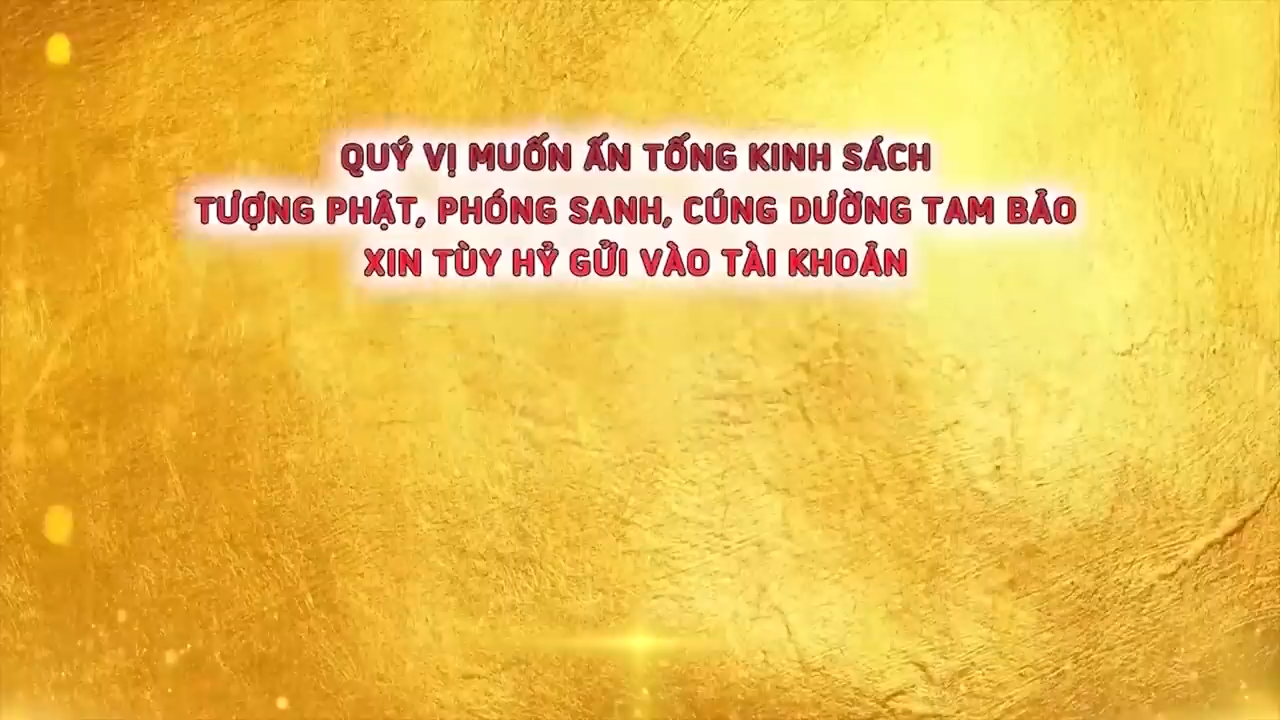 QUÝ VỊ MUỐN ẤN TỐNG KINH SÁCH
TƯỢNG PHẬT, PHÓNG SANH, CÚNG DƯỜNG TAM BẢO
XIN TÙY HỶ GỬI VÀO TÀI KHOẢN